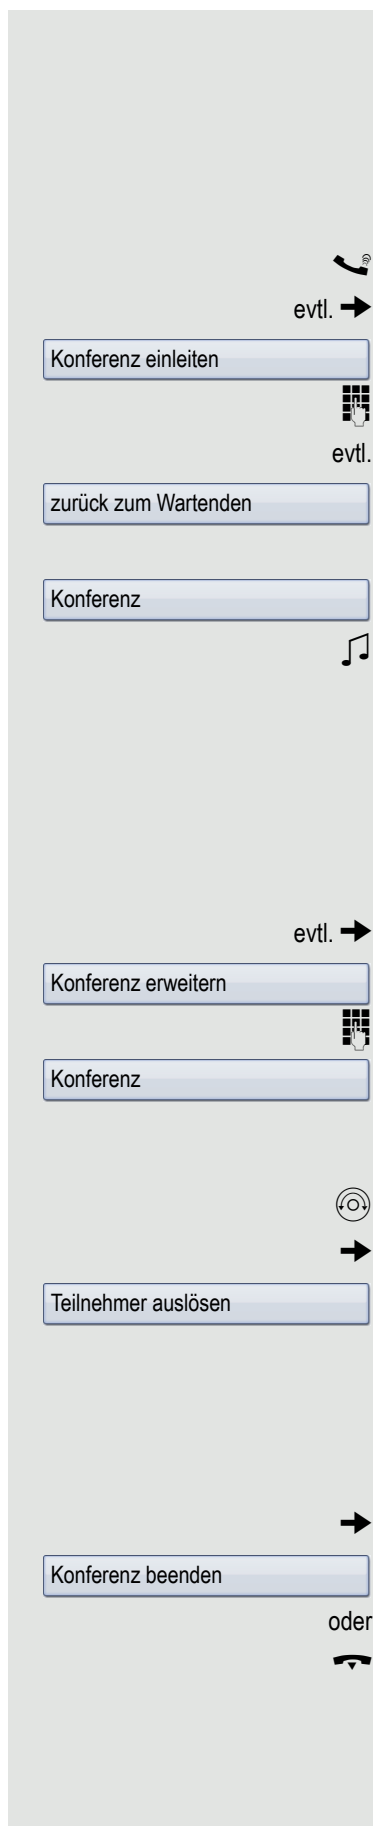 evtl.
Konferenz einleiten
evtl.
zurück zum Wartenden
Konferenz
evtl.
Konferenz erweitern
Konferenz
Teilnehmer auslösen
Konferenz beenden
oder